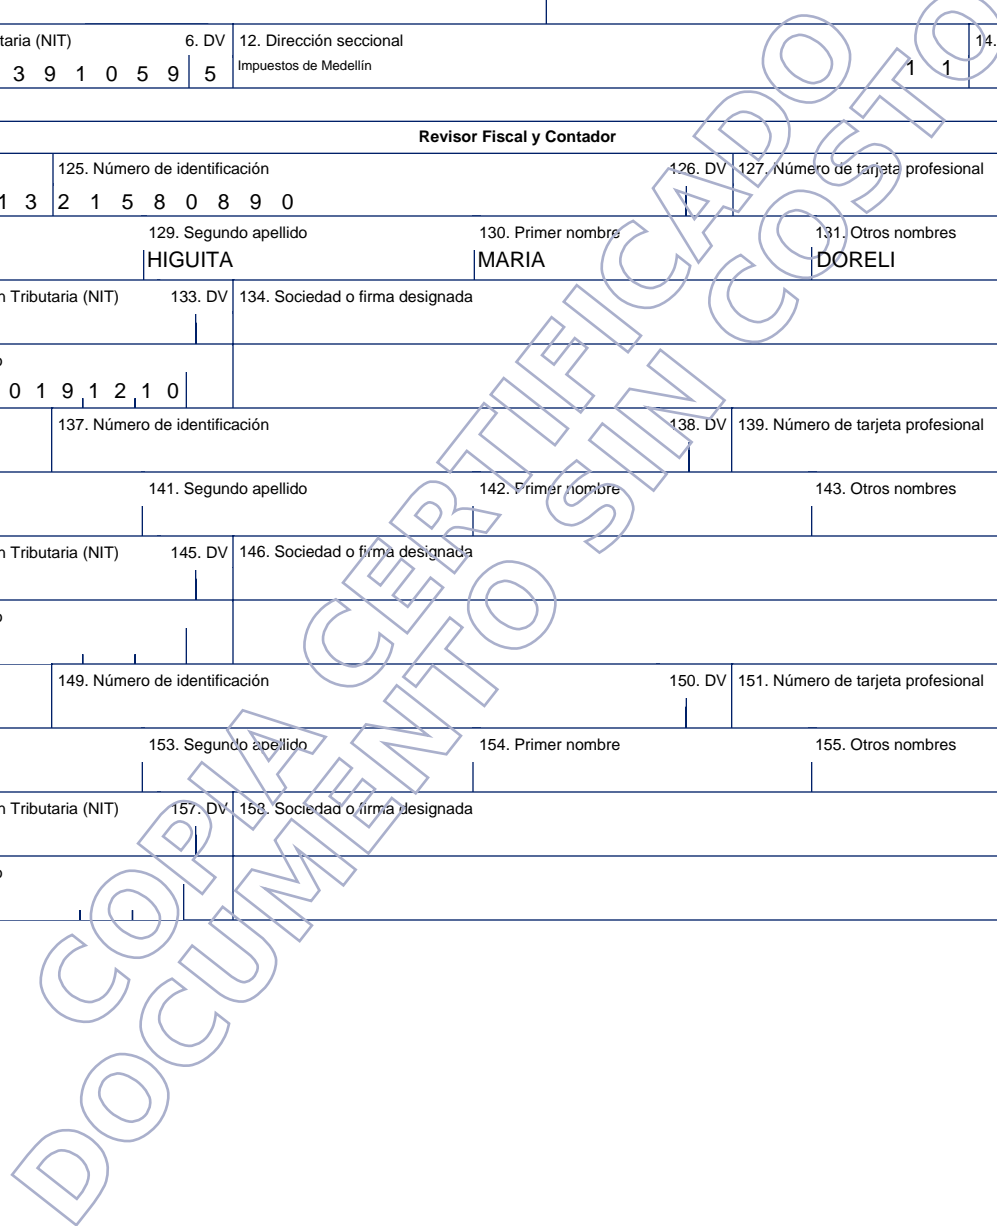 taria (NIT) 6. DV 12. Dirección seccional 14.
3 9 1 0 5 9 5 Impuestos de Medellín 1 1
Revisor Fiscal y Contador
125. Número de identificación 126. DV 127. Número de tarjeta profesional
1 3 2 1 5 8 0 8 9 0
129. Segundo apellido 130. Primer nombre 131. Otros nombres
HIGUITA MARIA DORELI
n Tributaria (NIT) 133. DV 134. Sociedad o firma designada
o
0 1 9 1 2 1 0
137. Número de identificación 138. DV 139. Número de tarjeta profesional
141. Segundo apellido 142. Primer nombre 143. Otros nombres
n Tributaria (NIT) 145. DV 146. Sociedad o firma designada
o
149. Número de identificación 150. DV 151. Número de tarjeta profesional
153. Segundo apellido 154. Primer nombre 155. Otros nombres
n Tributaria (NIT) 157. DV 158. Sociedad o firma designada
o
COPIA CERTIFICADO
DOCUMENTO SIN COSTO